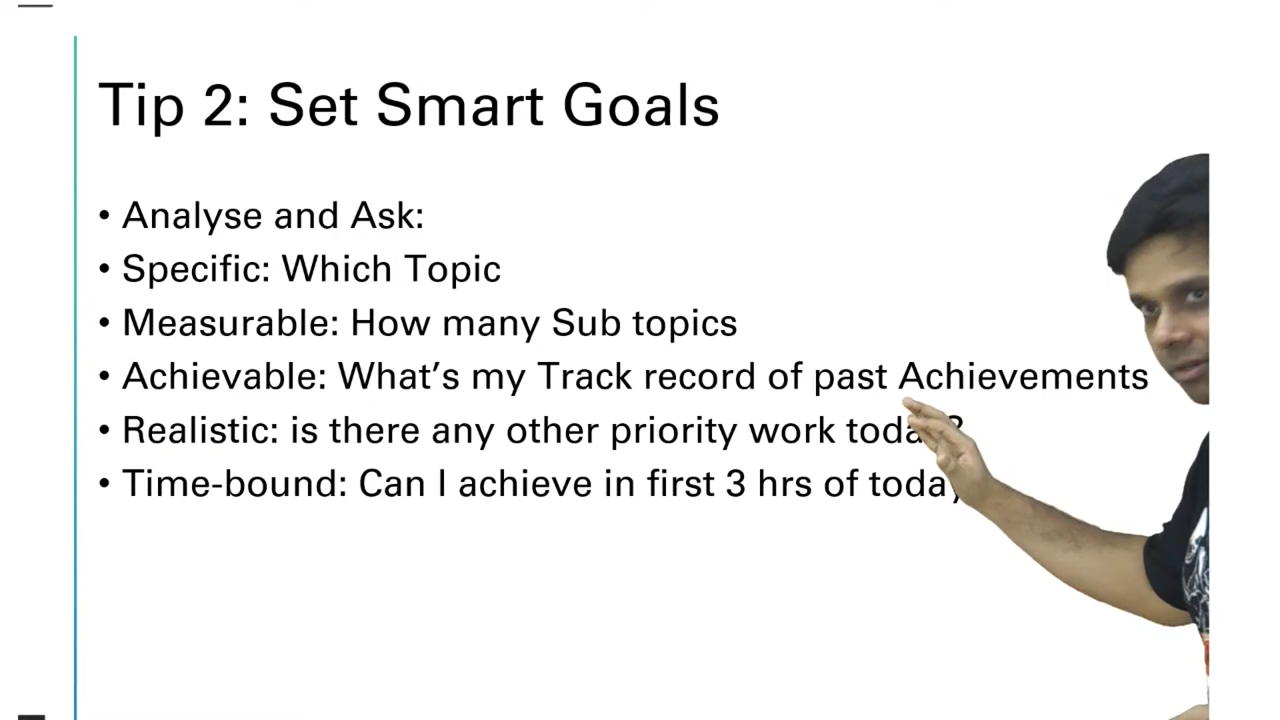 Tip 2: Set Smart Goals
• Analyse and Ask:
• Specific: Which Topic
• Measurable: How many Sub topics
• Achievable: What's my Track record of past Achievements
• Realistic: is there any other priority work today?
• Time-bound: Can I achieve in first 3 hrs of today